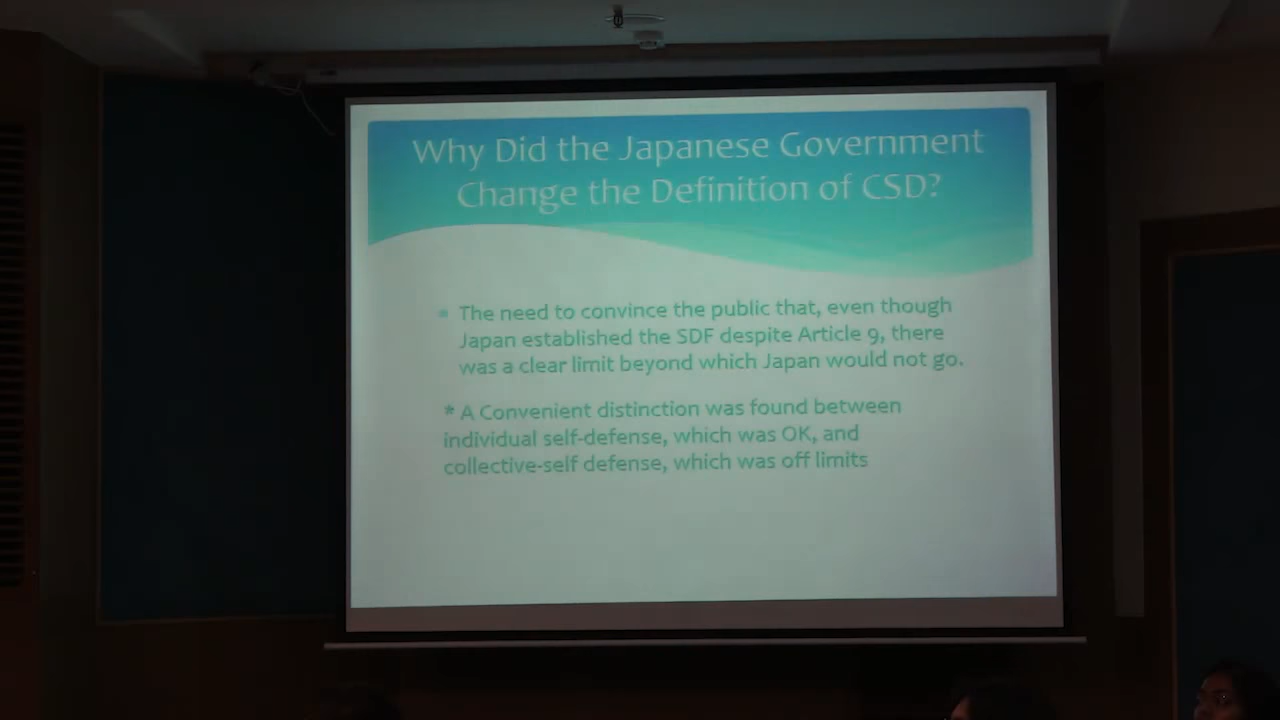 Why Did the Japanese Government
Change the Definition of CSD?
The need to convince the public that, even though
Japan established the SDF despite Article 9, there
was a clear limit beyond which Japan would not go.
* A Convenient distinction was found between
individual self-defense, which was OK, and
collective-self defense, which was off limits